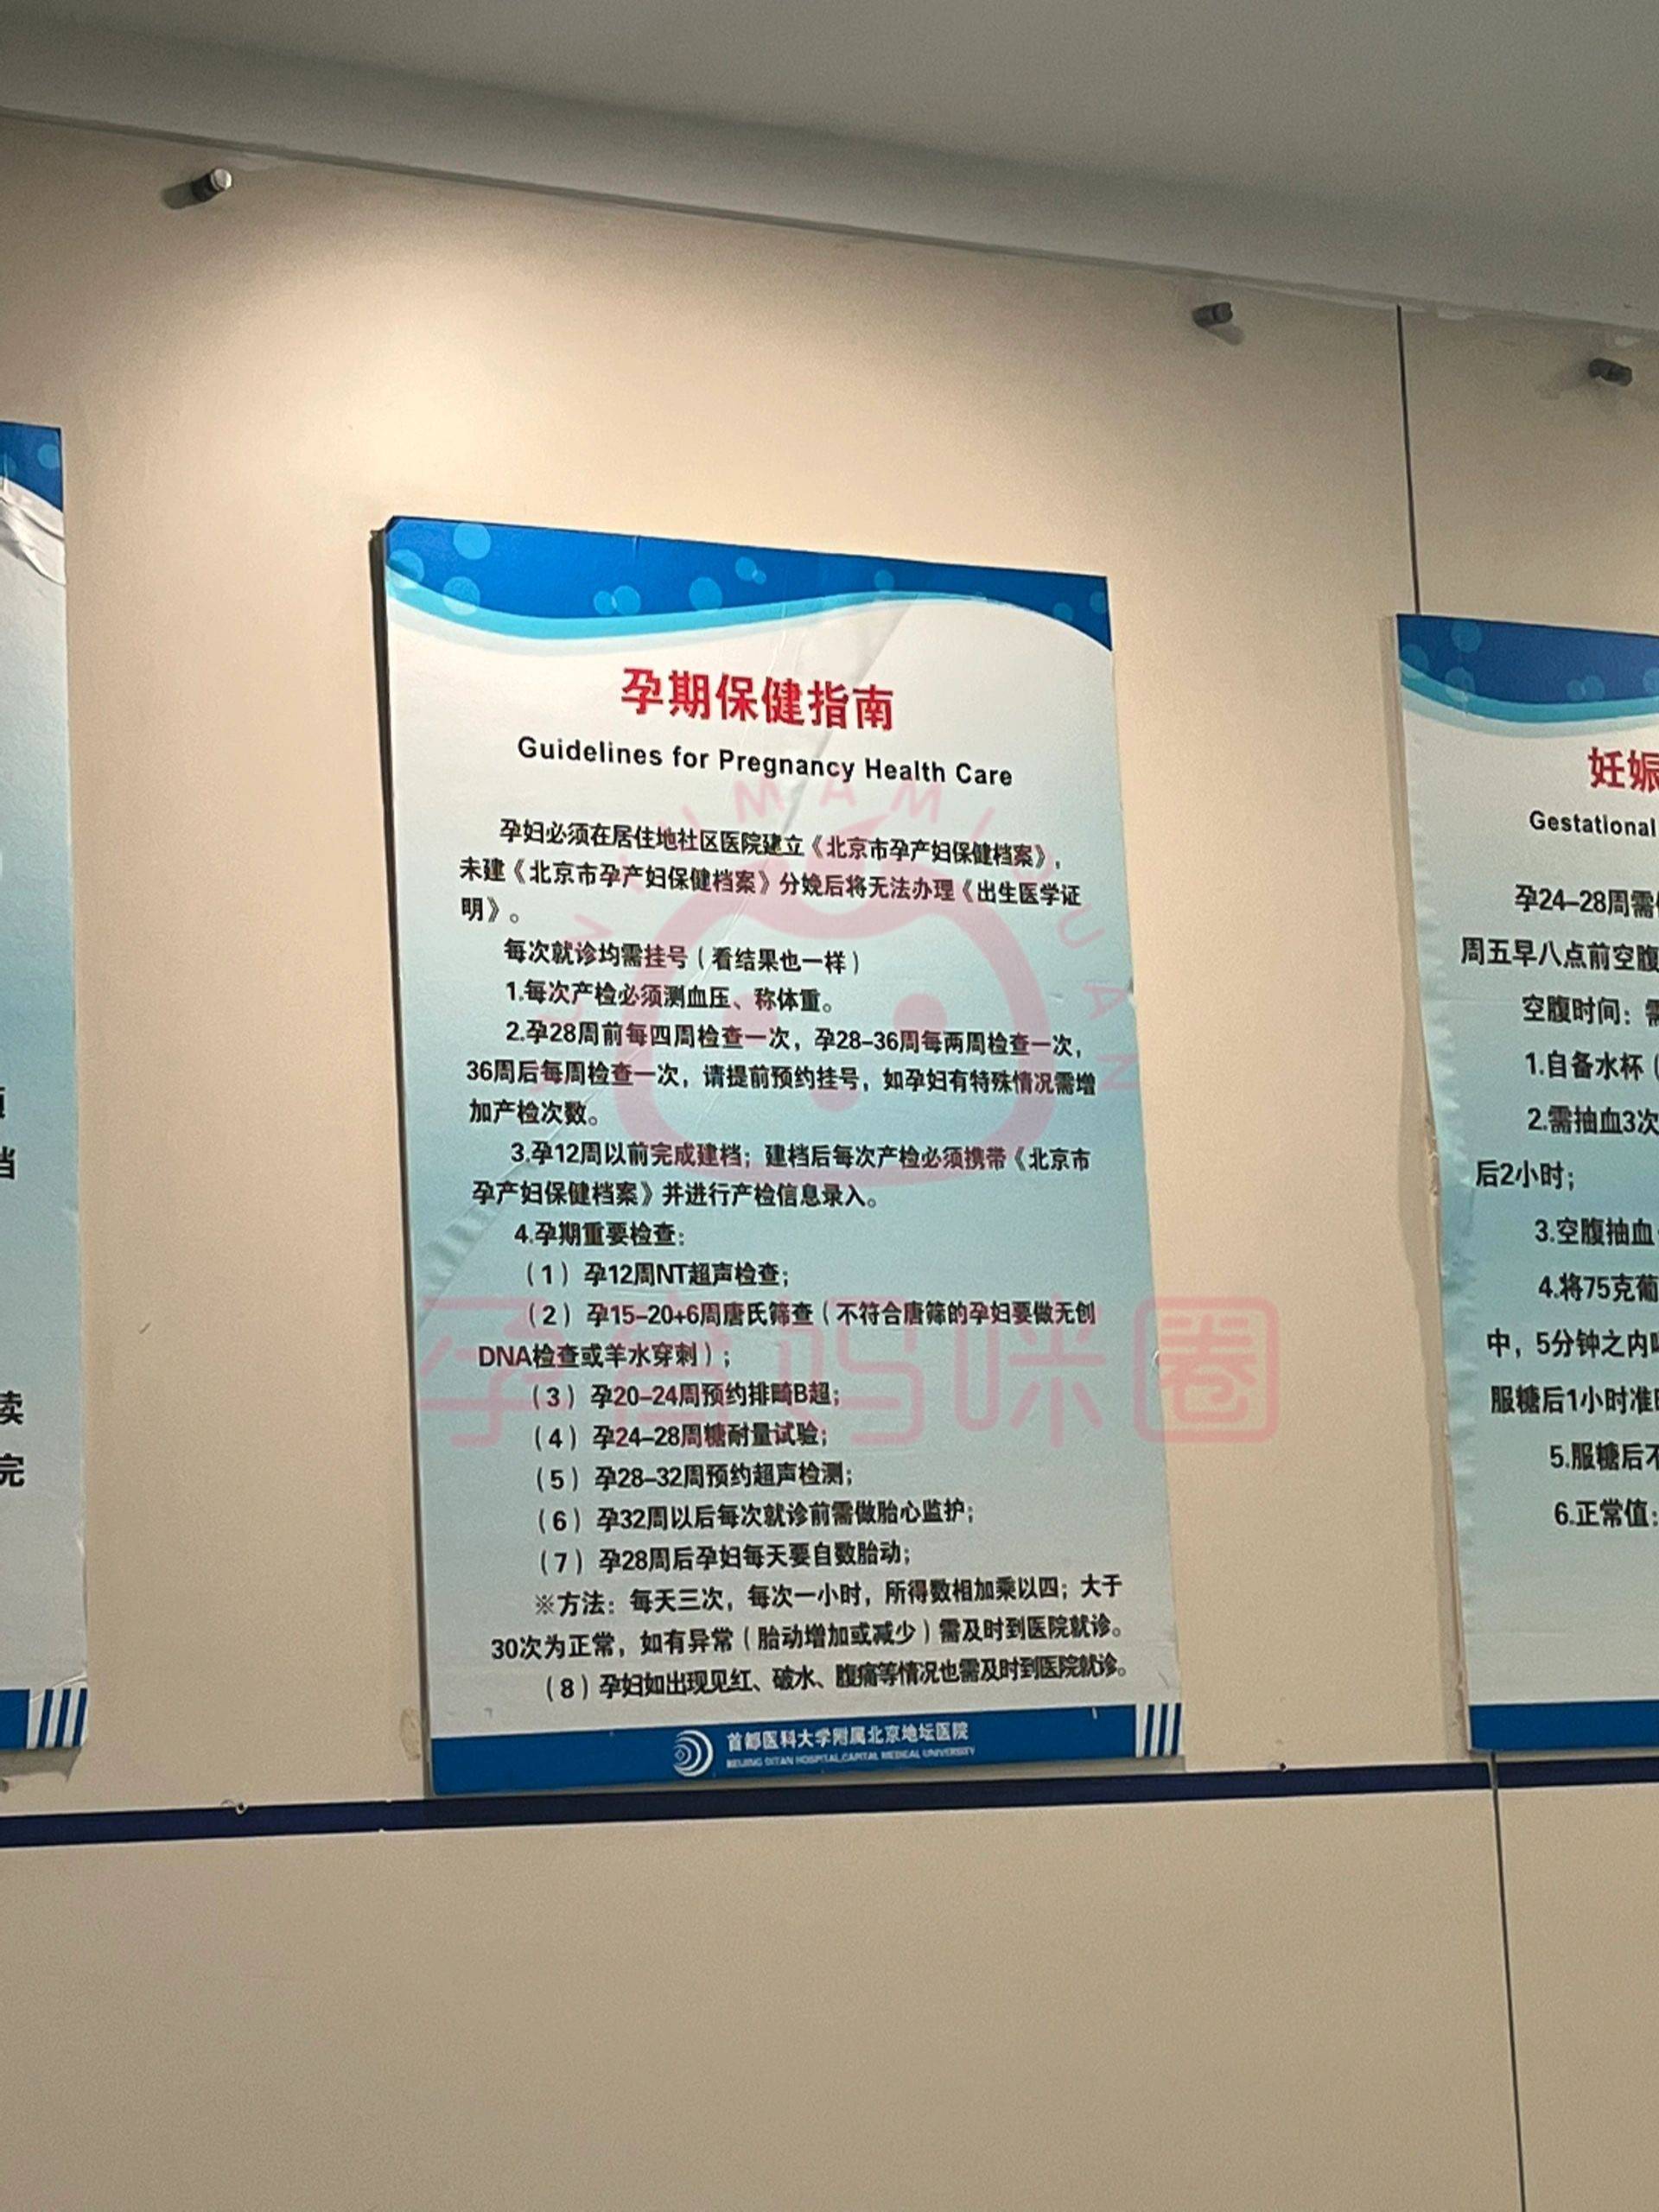 孕期保健指南
Guidelines for Pregnancy Health Care
孕妇必须在居住地社区医院建立《北京市孕产妇保健档案》，
未建《北京市孕产妇保健档案》分娩后将无法办理《出生医学证
明》。
每次就诊均需挂号（看结果也一样）
1.每次产检必须测血压、称体重。
2.孕28周前每四周检查一次，孕28–36周每两周检查一次，
36周后每周检查一次，请提前预约挂号，如孕妇有特殊情况需增
加产检次数。
3.孕12周以前完成建档；建档后每次产检必须携带《北京市
孕产妇保健档案》并进行产检信息录入。
4.孕期重要检查：
（1）孕12周NT超声检查；
（2）孕15–20+6周唐氏筛查（不符合唐筛的孕妇要做无创
DNA检查或羊水穿刺）；
（3）孕20–24周预约排畸B超；
（4）孕24–28周糖耐量试验；
（5）孕28–32周预约超声检测；
（6）孕32周以后每次就诊前需做胎心监护；
（7）孕28周后孕妇每天要自数胎动；
※方法：每天三次，每次一小时，所得数相加乘以四；大于
30次为正常，如有异常（胎动增加或减少）需及时到医院就诊。
（8）孕妇如出现见红、破水、腹痛等情况也需及时到医院就诊。
首都医科大学附属北京地坛医院
BEIJING DITAN HOSPITAL CAPITAL MEDICAL UNIVERSITY
妊娠
Gestational
孕24–28周需
周五早八点前空腹
空腹时间：需
1.自备水杯（
2.需抽血3次
后2小时；
3.空腹抽血
4.将75克葡
中，5分钟之内
服糖后1小时准
5.服糖后不
6.正常值：
档
读
完
孕育妈咪圈